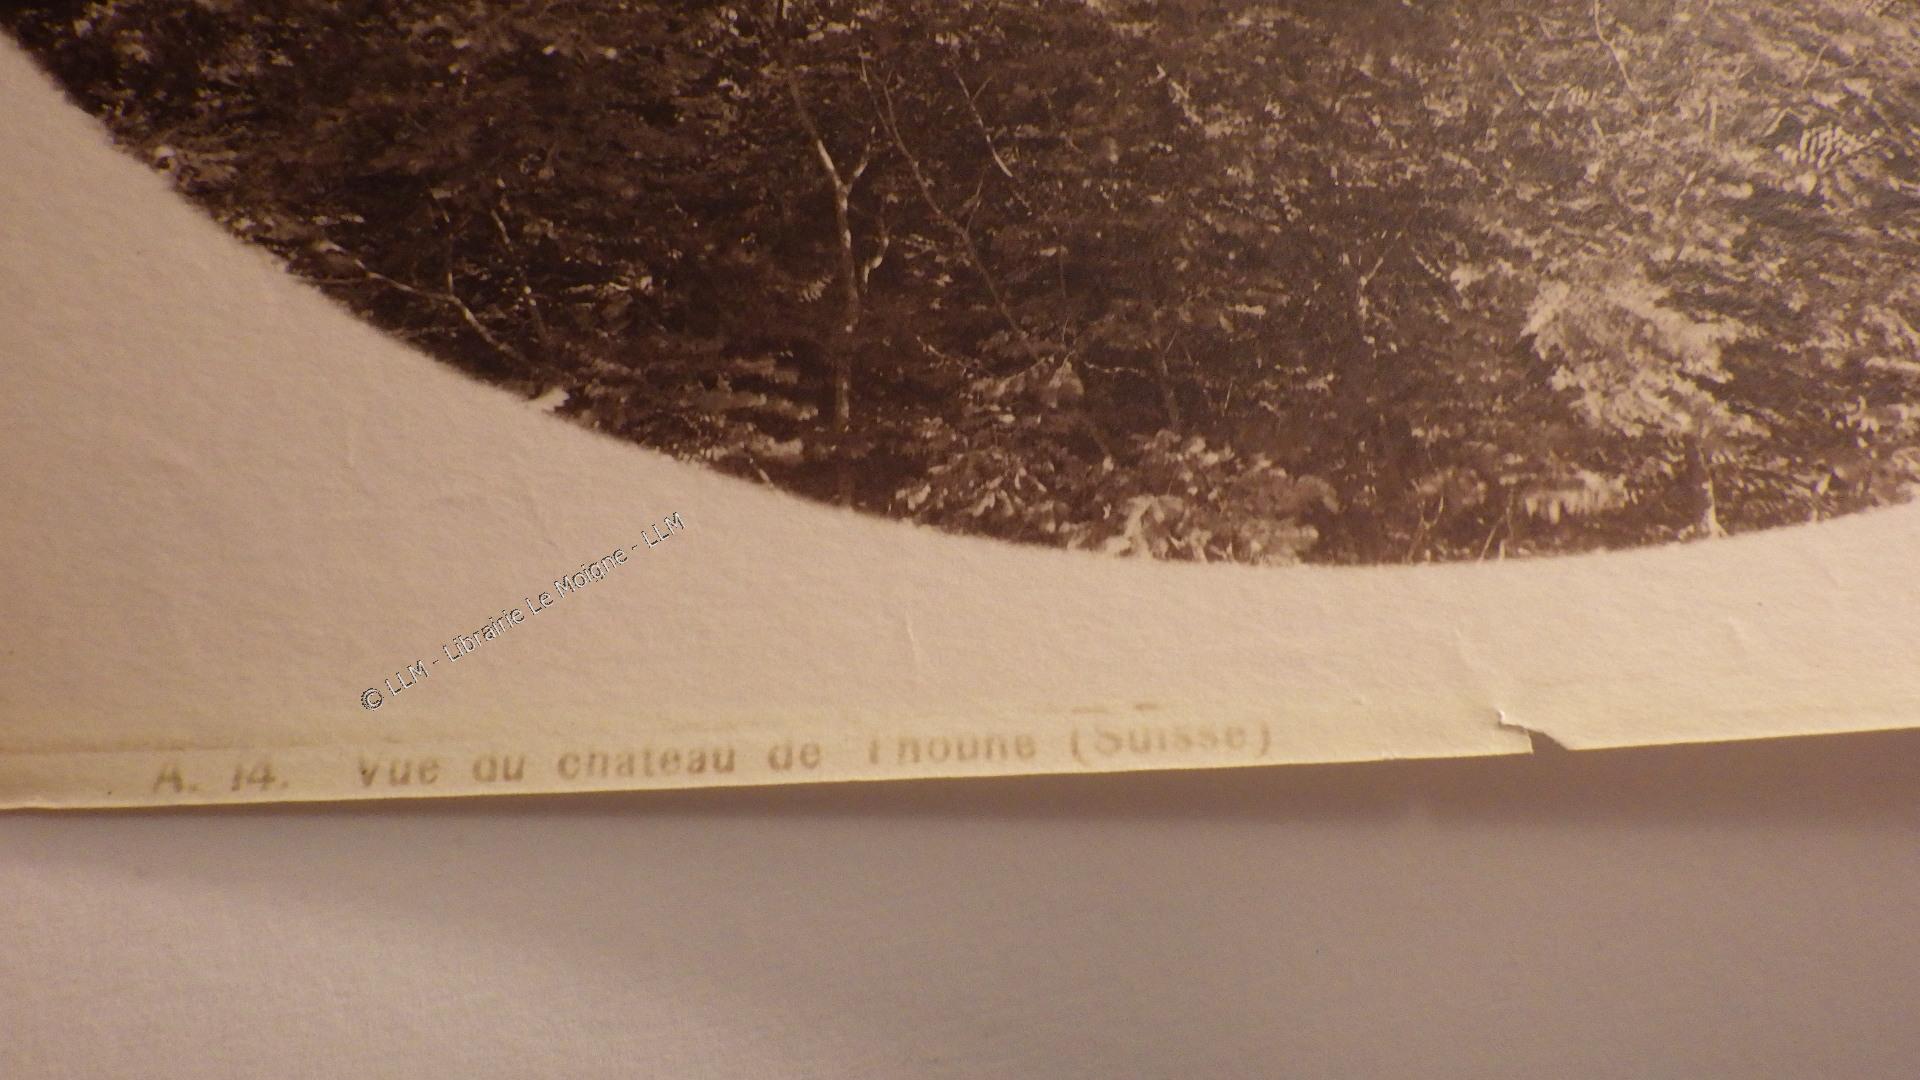 © LLM - Librairie Le Moigne - LLM
A. 14. Vue du chateau de Thoune (Suisse)